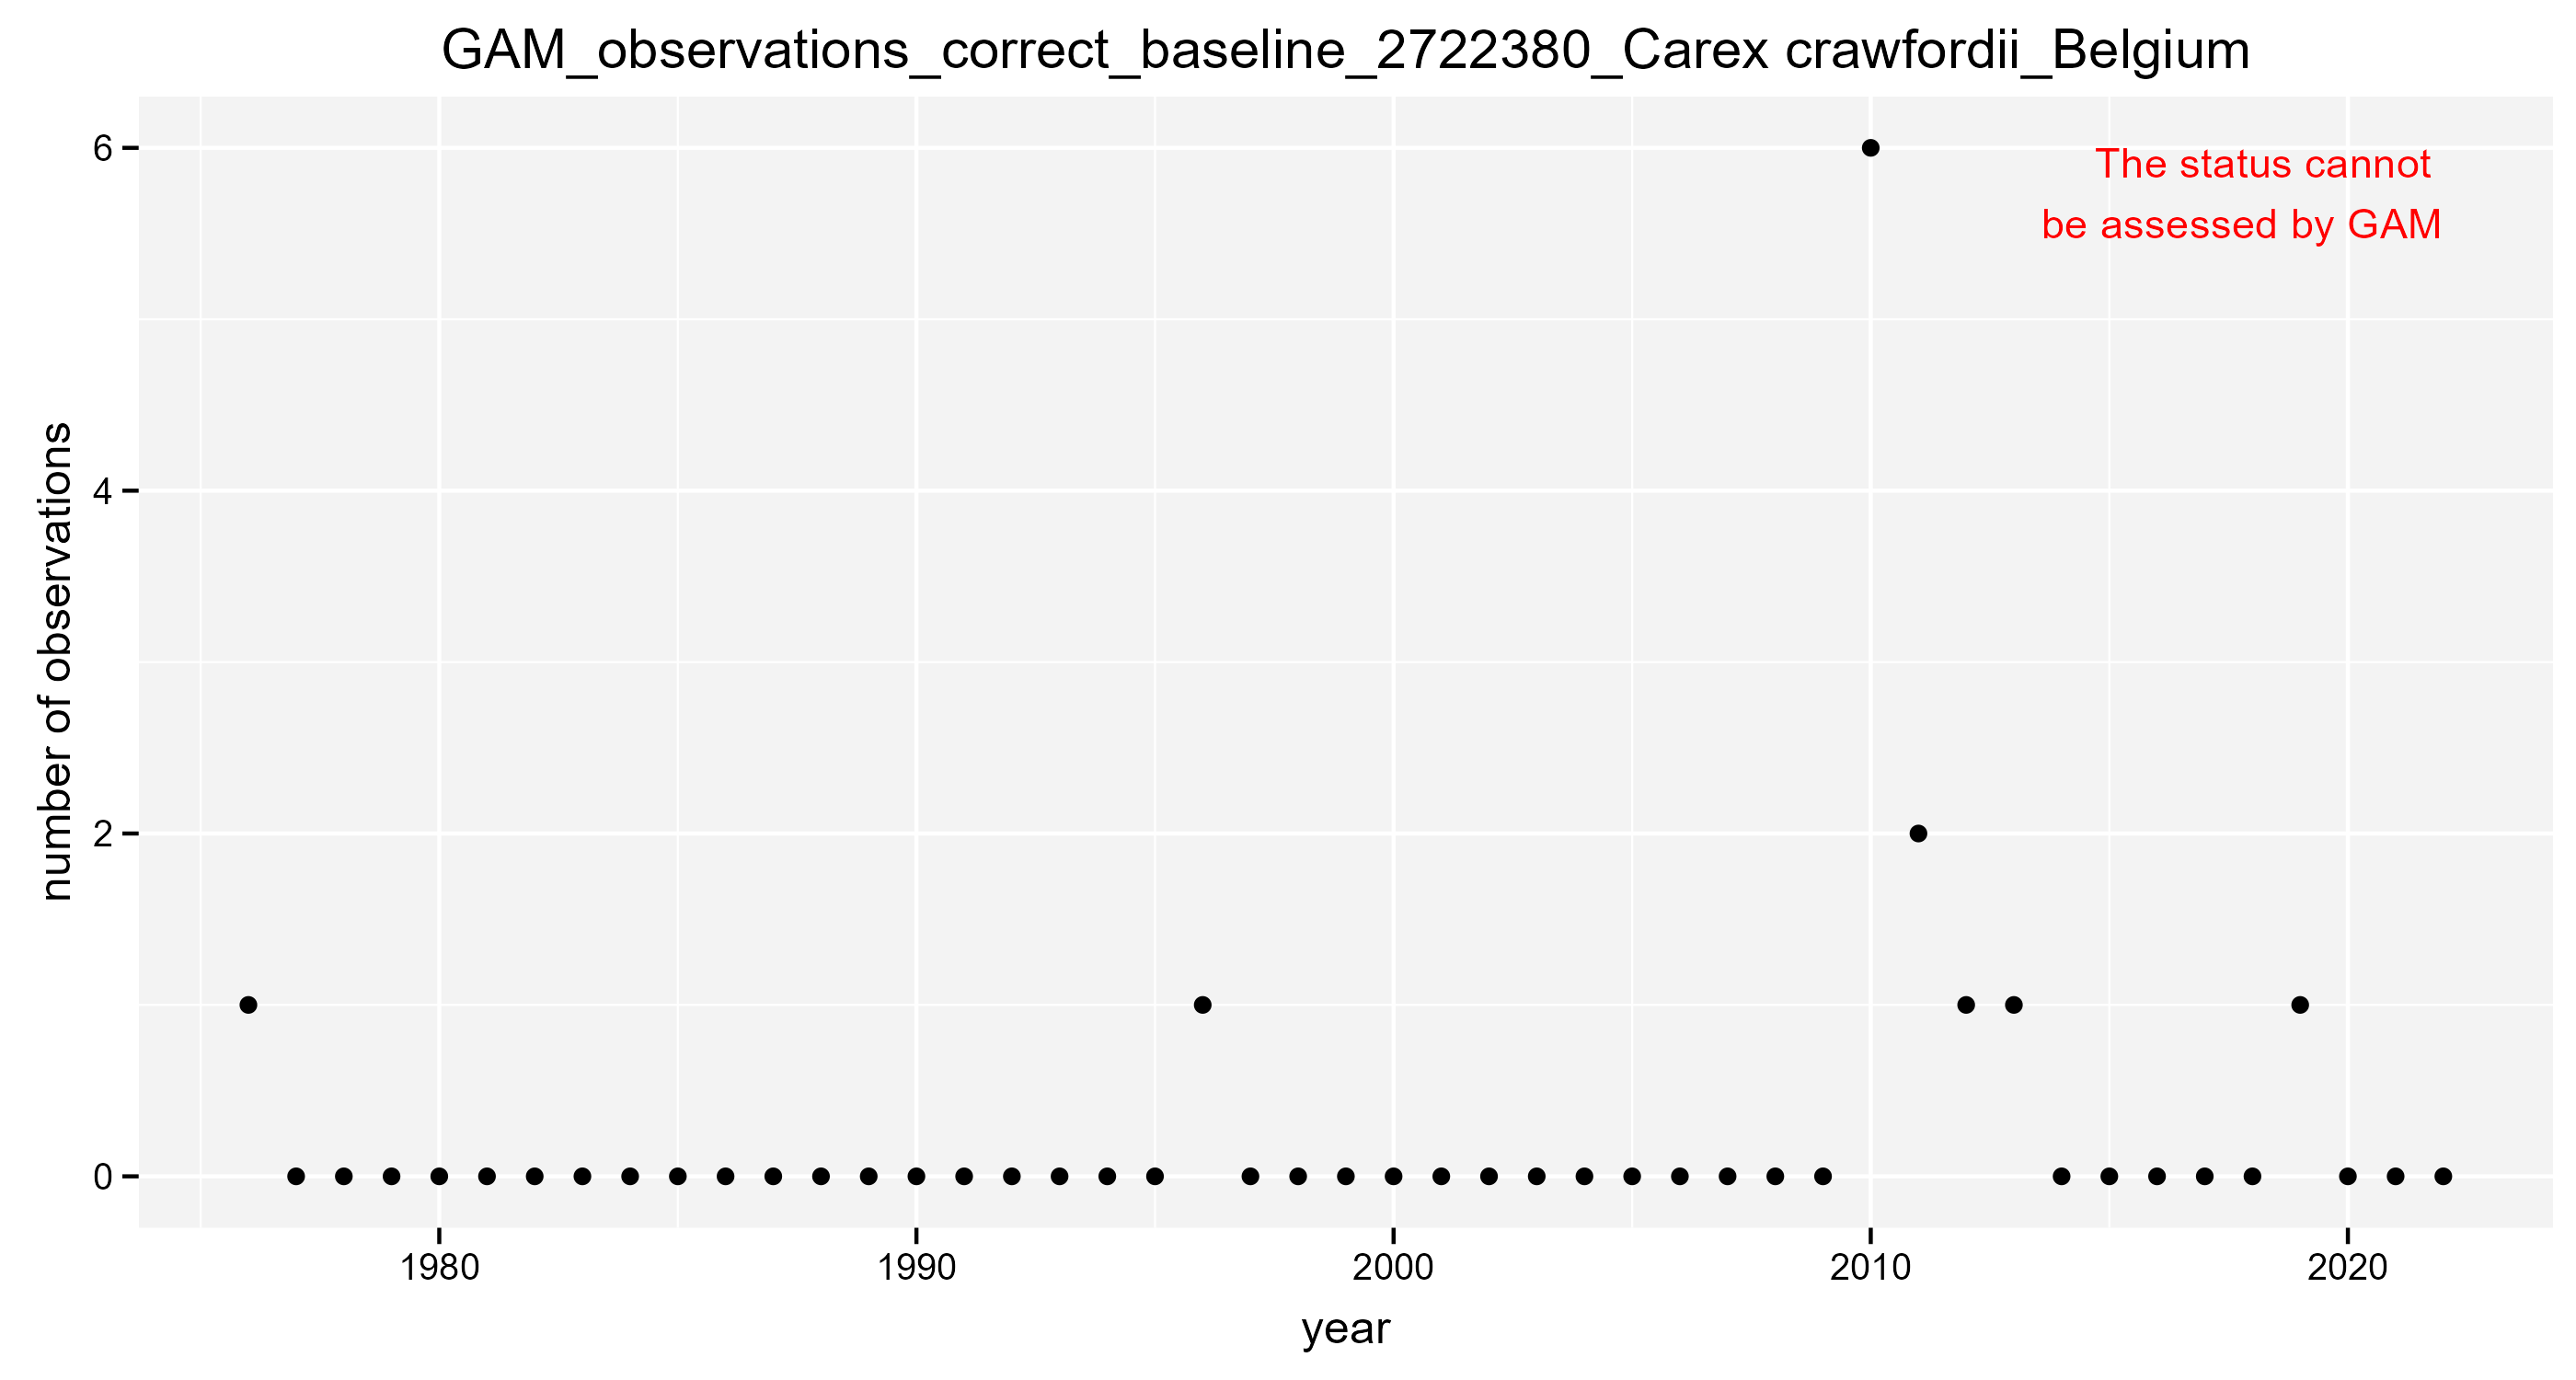 GAM_observations_correct_baseline_2722380_Carex crawfordii_Belgium
6
The status cannot
be assessed by GAM
4
number of observations
2
0
1980 1990 2000 2010 2020
year